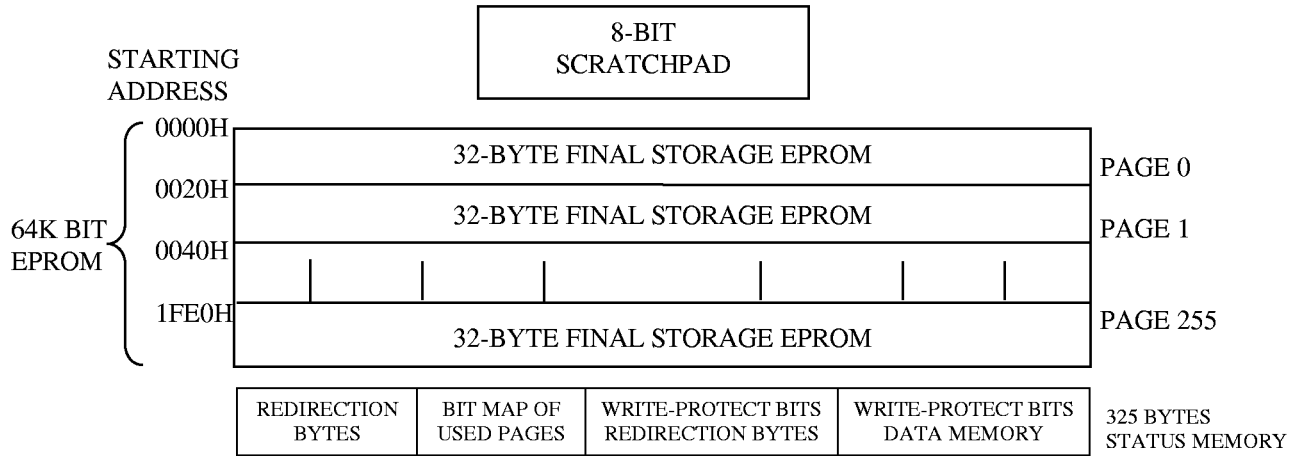 8-BIT
SCRATCHPAD
STARTING
ADDRESS
0000H
32-BYTE FINAL STORAGE EPROM
PAGE 0
0020H
32-BYTE FINAL STORAGE EPROM
PAGE 1
64K BIT
EPROM
0040H
1FE0H
32-BYTE FINAL STORAGE EPROM
PAGE 255
REDIRECTION
BYTES
BIT MAP OF
USED PAGES
WRITE-PROTECT BITS
REDIRECTION BYTES
WRITE-PROTECT BITS
DATA MEMORY
325 BYTES
STATUS MEMORY